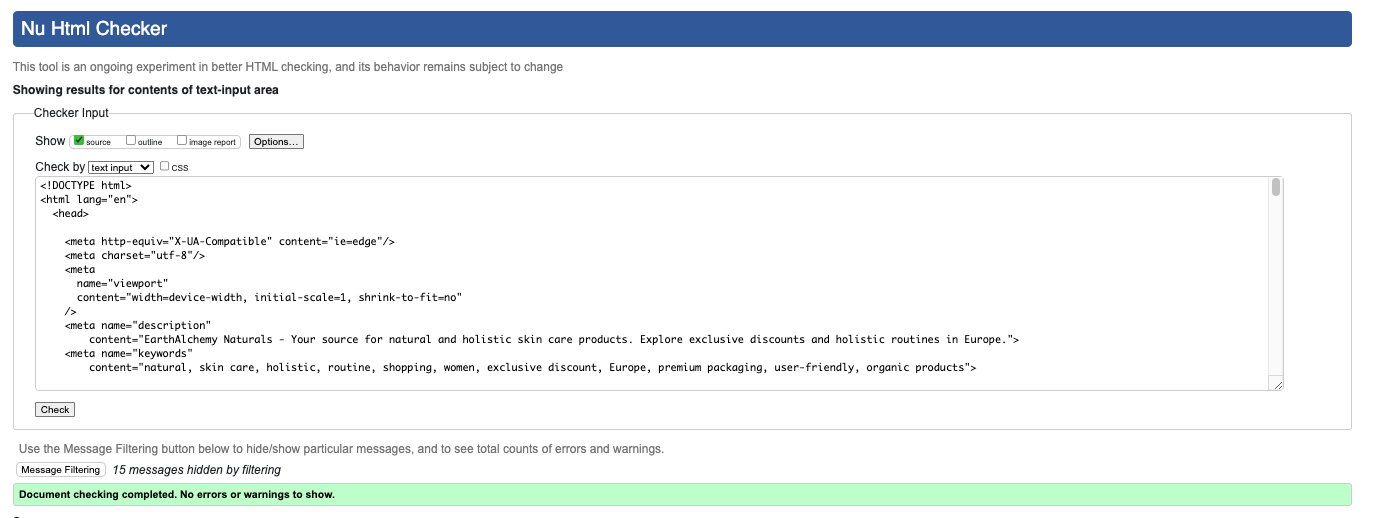 Nu Html Checker
This tool is an ongoing experiment in better HTML checking, and its behavior remains subject to change
Showing results for contents of text-input area
Checker Input
Show source outline image report Options...
Check by text input CSS
<!DOCTYPE html>
<html lang="en">
<head>
<meta http-equiv="X-UA-Compatible" content="ie=edge"/>
<meta charset="utf-8"/>
<meta
name="viewport"
content="width=device-width, initial-scale=1, shrink-to-fit=no"
/>
<meta name="description"
content="EarthAlchemy Naturals - Your source for natural and holistic skin care products. Explore exclusive discounts and holistic routines in Europe.">
<meta name="keywords"
content="natural, skin care, holistic, routine, shopping, women, exclusive discount, Europe, premium packaging, user-friendly, organic products">
Check
Use the Message Filtering button below to hide/show particular messages, and to see total counts of errors and warnings.
Message Filtering 15 messages hidden by filtering
Document checking completed. No errors or warnings to show.